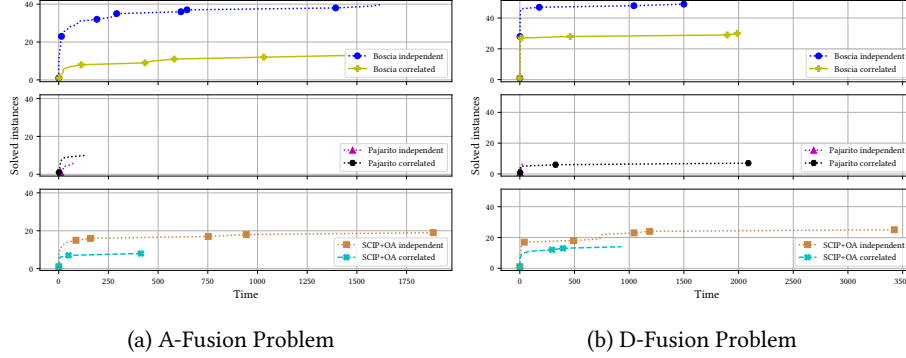 40
20
0
Boscia independent
Boscia correlated
40
20
0
Solved instances
Pajarito independent
Pajarito correlated
40
20
0
SCIP+OA independent
SCIP+OA correlated
0 250 500 750 1000 1250 1500 1750
Time
(a) A-Fusion Problem
40
20
0
Boscia independent
Boscia correlated
40
20
0
Solved instances
Pajarito independent
Pajarito correlated
40
20
0
SCIP+OA independent
SCIP+OA correlated
0 500 1000 1500 2000 2500 3000 3500
Time
(b) D-Fusion Problem